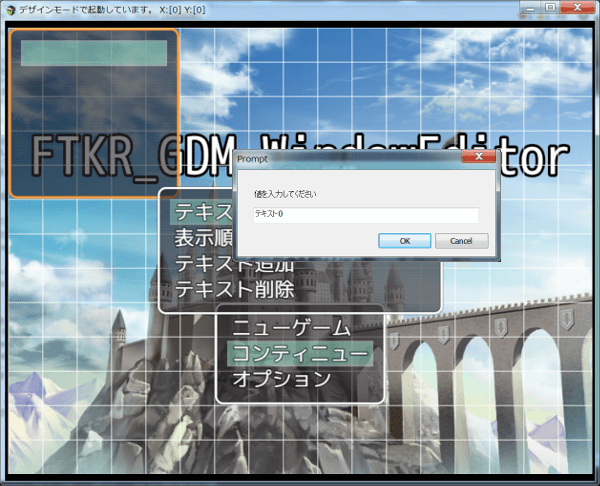 デザインモードで起動しています。 X:[0] Y:[0]
FTKR_GDM_WindowEditor
Prompt
値を入力してください
テキスト0
OK Cancel
テキス
表示順
テキスト追加
テキスト削除
ニューゲーム
コンティニュー
オプション